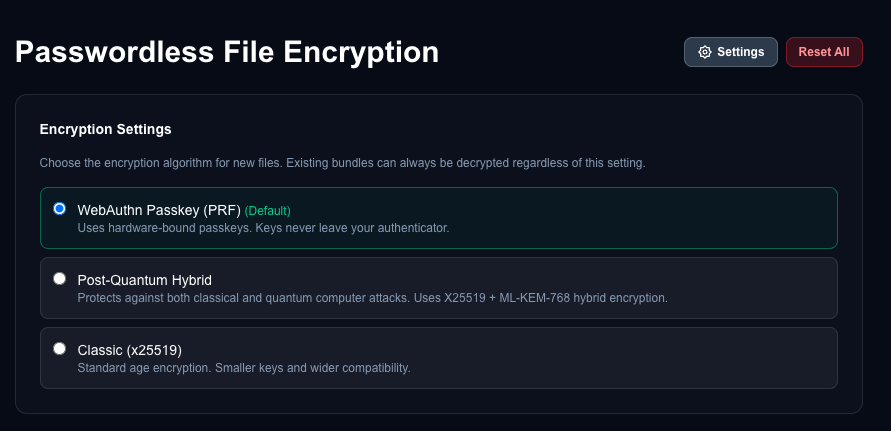 Passwordless File Encryption
Settings
Reset All
Encryption Settings
Choose the encryption algorithm for new files. Existing bundles can always be decrypted regardless of this setting.
WebAuthn Passkey (PRF) (Default)
Uses hardware-bound passkeys. Keys never leave your authenticator.
Post-Quantum Hybrid
Protects against both classical and quantum computer attacks. Uses X25519 + ML-KEM-768 hybrid encryption.
Classic (x25519)
Standard age encryption. Smaller keys and wider compatibility.